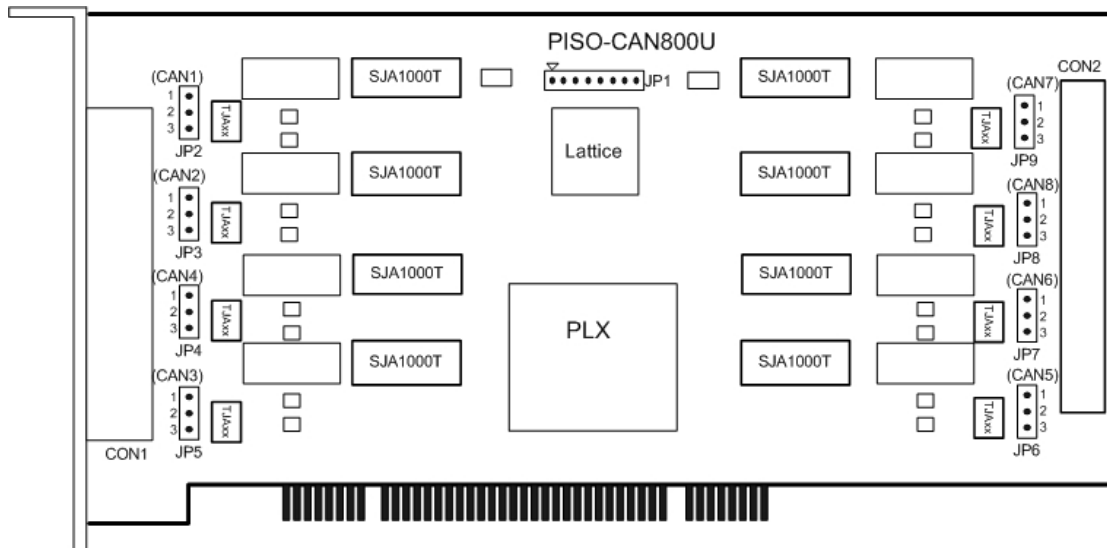 PISO-CAN800U
JP1
CON2
(CAN1)
1
2
3
JP2
TJAxx
SJA1000T
Lattice
SJA1000T
(CAN7)
1
2
3
JP9
TJAxx
(CAN2)
1
2
3
JP3
TJAxx
SJA1000T
SJA1000T
(CAN8)
1
2
3
JP8
TJAxx
(CAN4)
1
2
3
JP4
TJAxx
SJA1000T
PLX
SJA1000T
(CAN6)
1
2
3
JP7
TJAxx
(CAN3)
1
2
3
JP5
TJAxx
SJA1000T
SJA1000T
(CAN5)
1
2
3
JP6
TJAxx
CON1